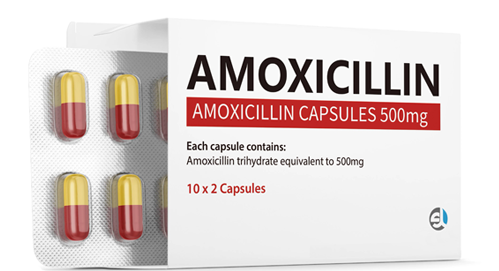 AMOXICILLIN
AMOXICILLIN CAPSULES 500mg
Each capsule contains:
Amoxicillin trihydrate equivalent to 500mg
10 x 2 Capsules